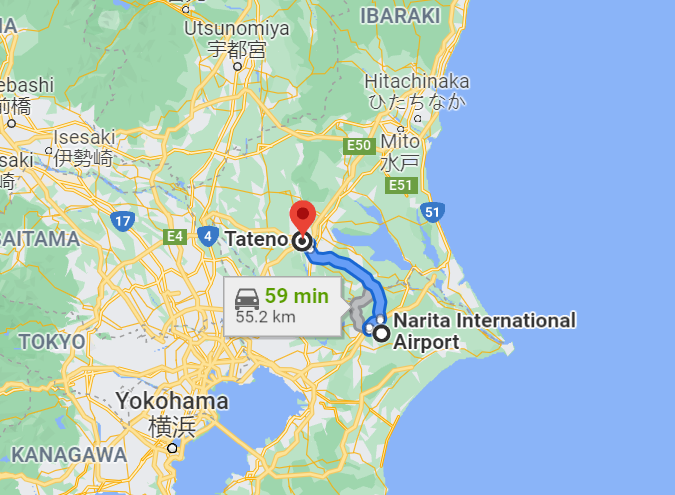 IBARAKI
Utsunomiya
宇都宮
Hitachinaka
ひたちなか
ebashi
前橋
Isesaki
伊勢崎
saki
崎
E50
Mito
水戸
E51
51
17
E4
4
SAITAMA
Tateno
59 min
55.2 km
Narita International
Airport
TOKYO
Yokohama
横浜
KANAGAWA